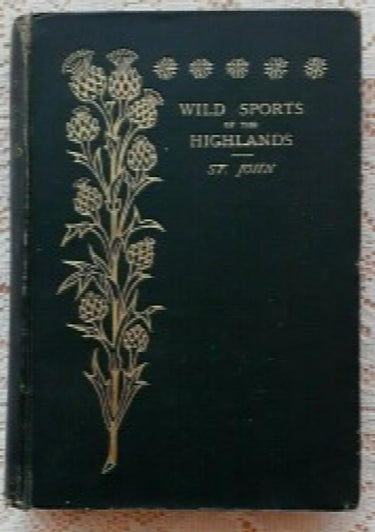 WILD SPORTS
OF THE
HIGHLANDS
ST. JOHN